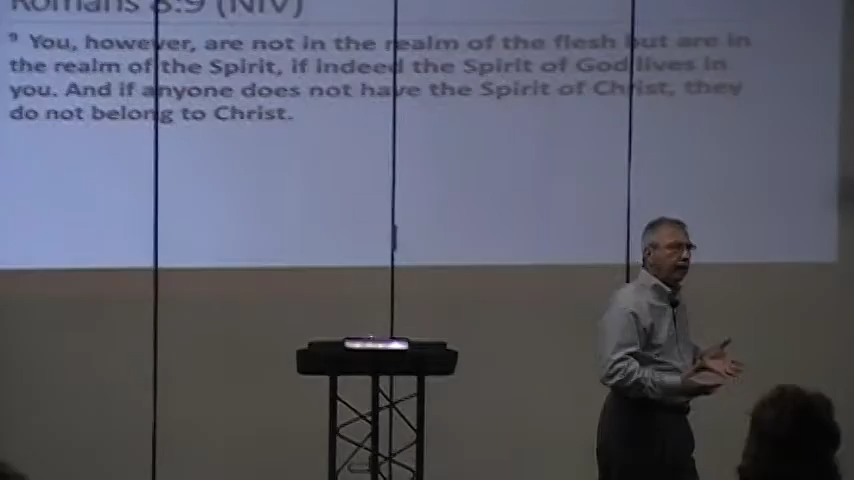 Romans 8:9 (NIV)
9 You, however, are not in the realm of the flesh but are in
the realm of the Spirit, if indeed the Spirit of God lives in
you. And if anyone does not have the Spirit of Christ, they
do not belong to Christ.